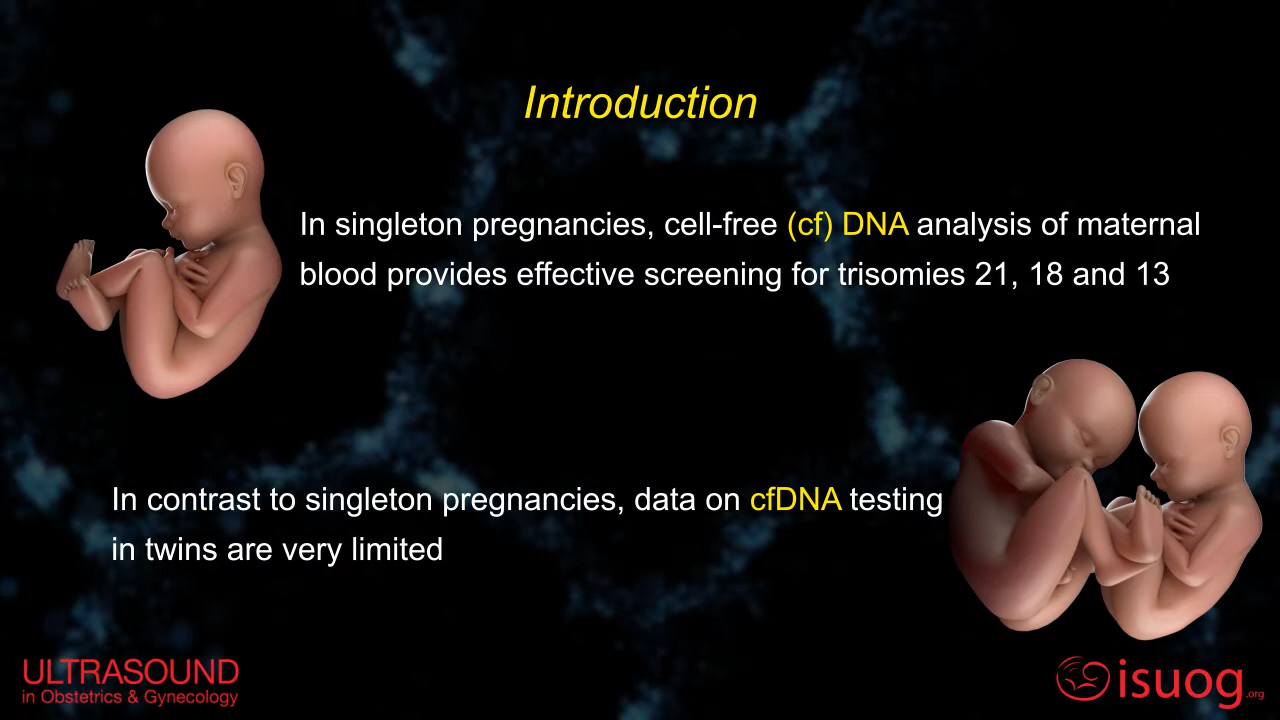 Introduction
In singleton pregnancies, cell-free (cf) DNA analysis of maternal
blood provides effective screening for trisomies 21, 18 and 13
In contrast to singleton pregnancies, data on cfDNA testing
in twins are very limited
ULTRASOUND
in Obstetrics & Gynecology
isuog.org